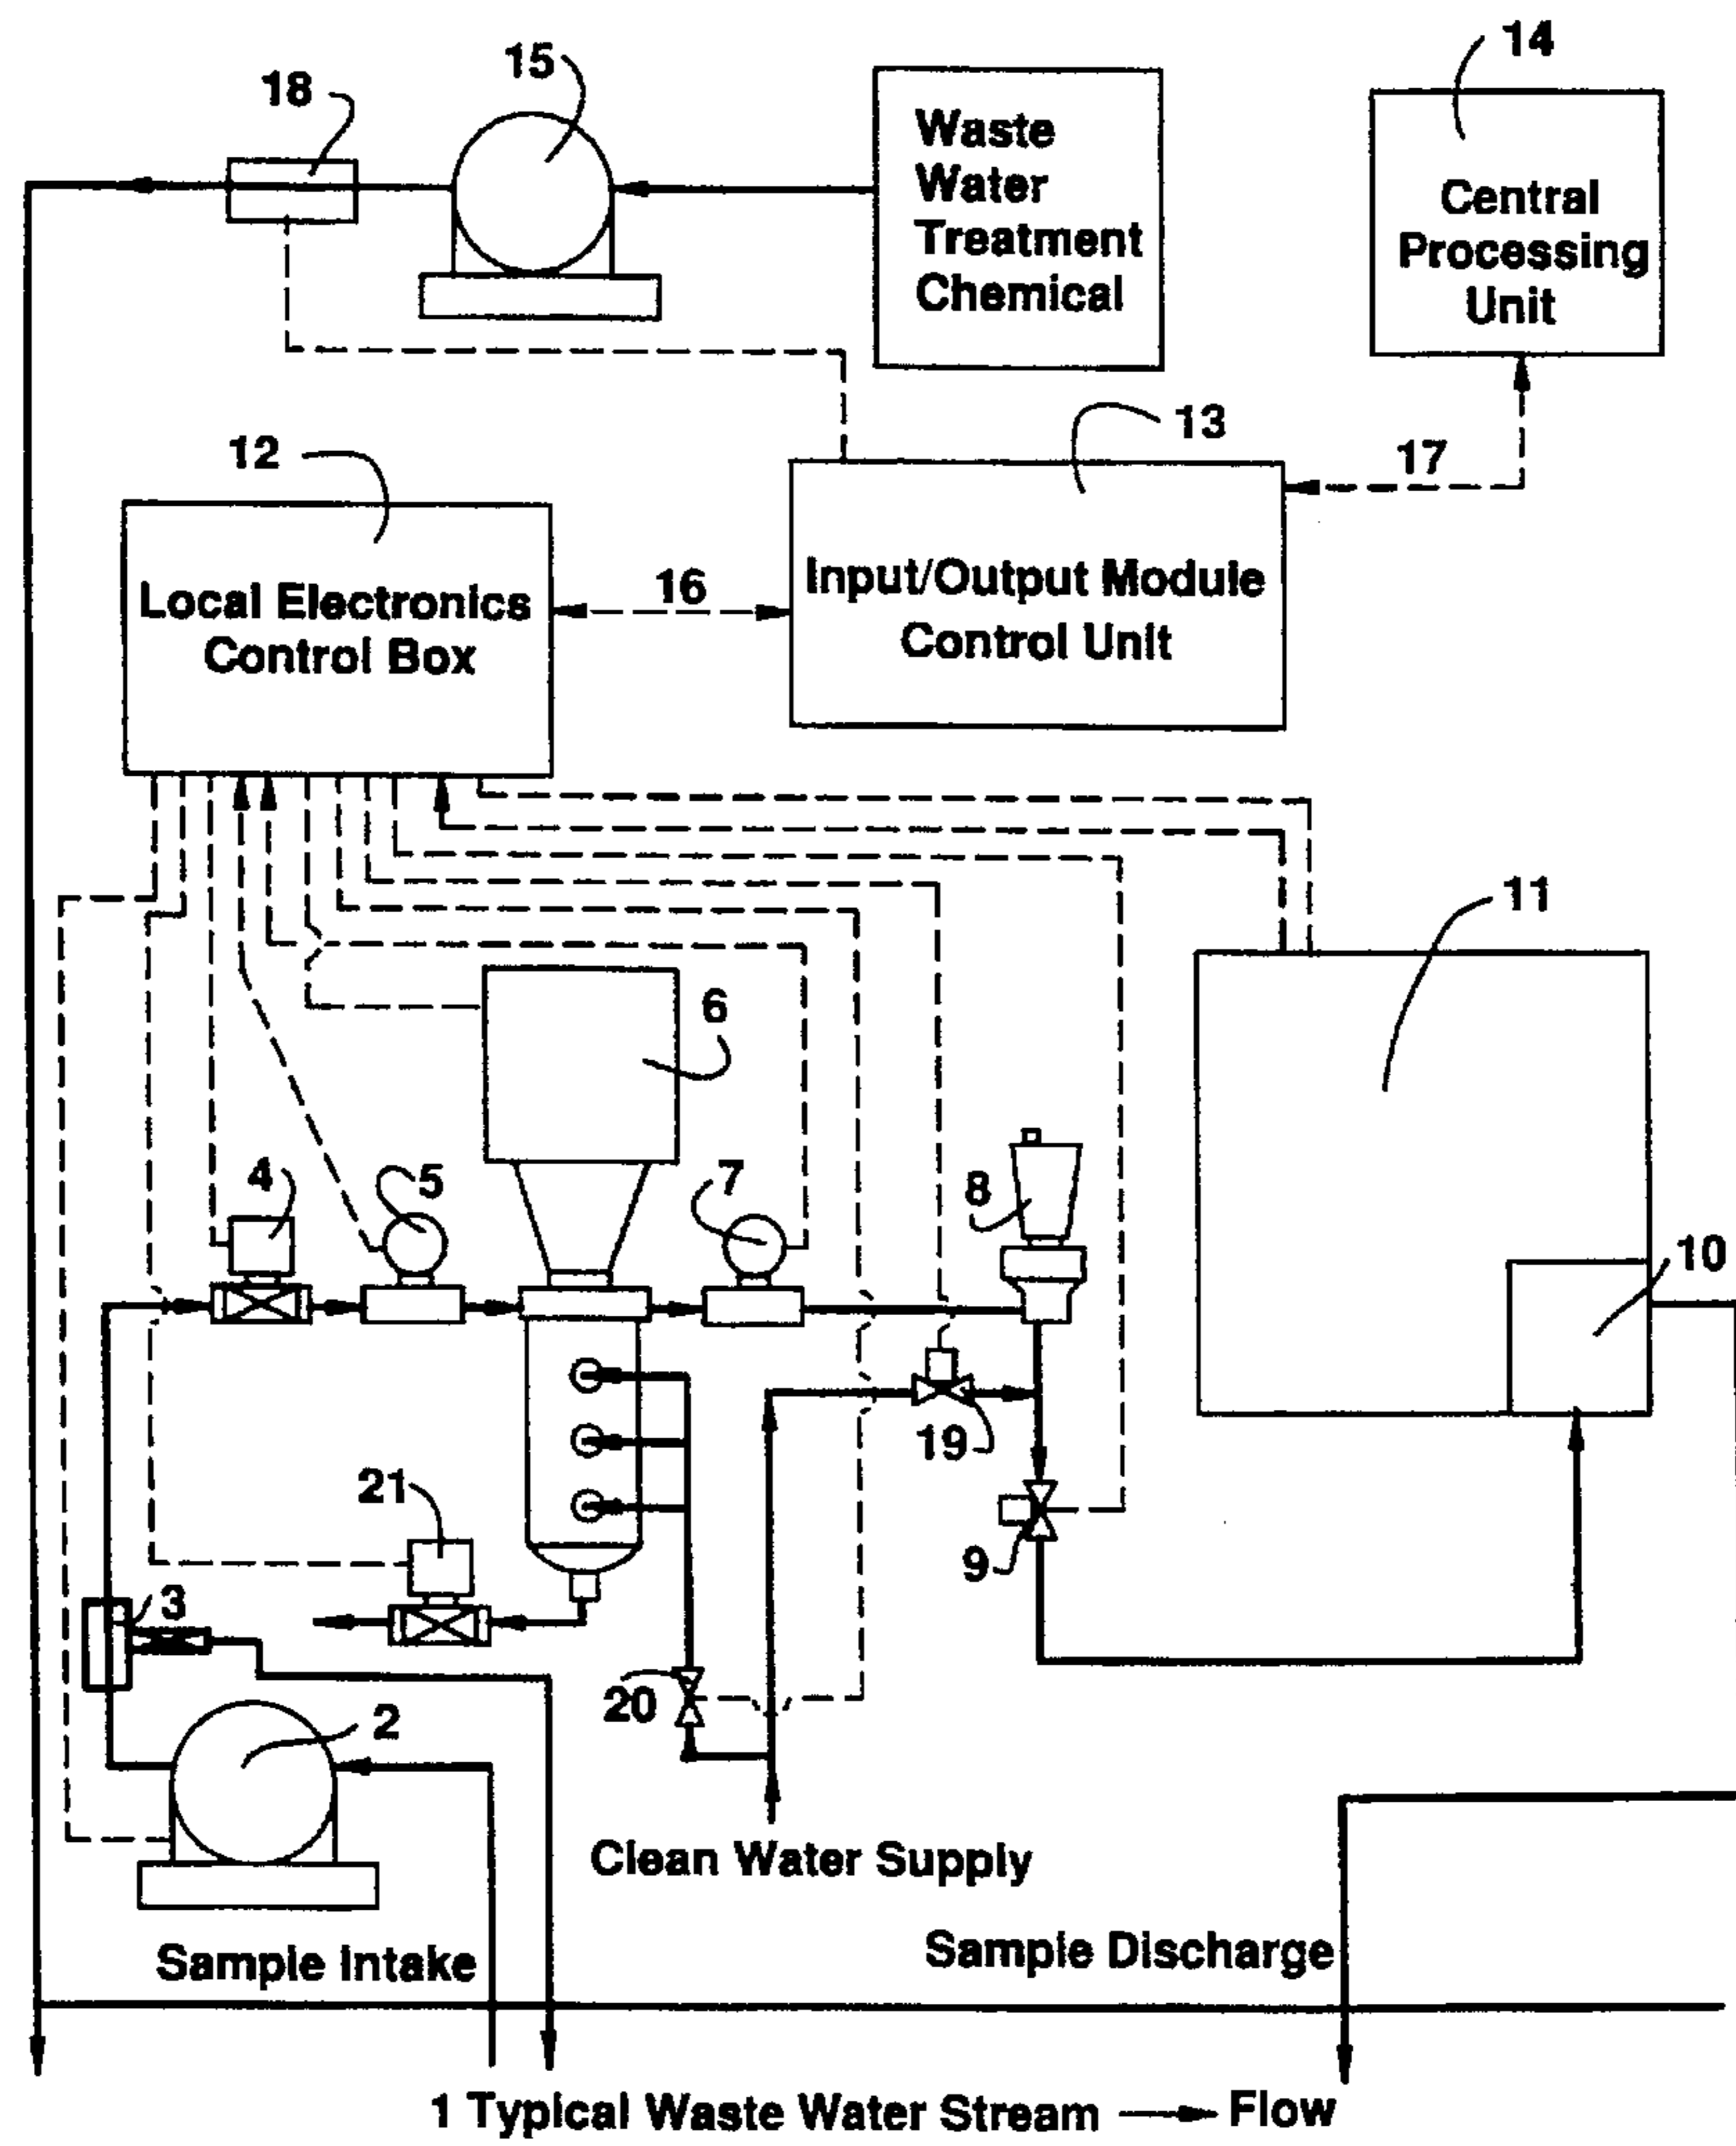 14
15
18
Waste
Water
Treatment
Chemical
Central
Processing
Unit
13
12
17
Input/Output Module
Control Unit
16
Local Electronics
Control Box
11
6
4
5
7
8
10
19
21
9
3
20
2
Clean Water Supply
Sample Intake
Sample Discharge
1 Typical Waste Water Stream
Flow